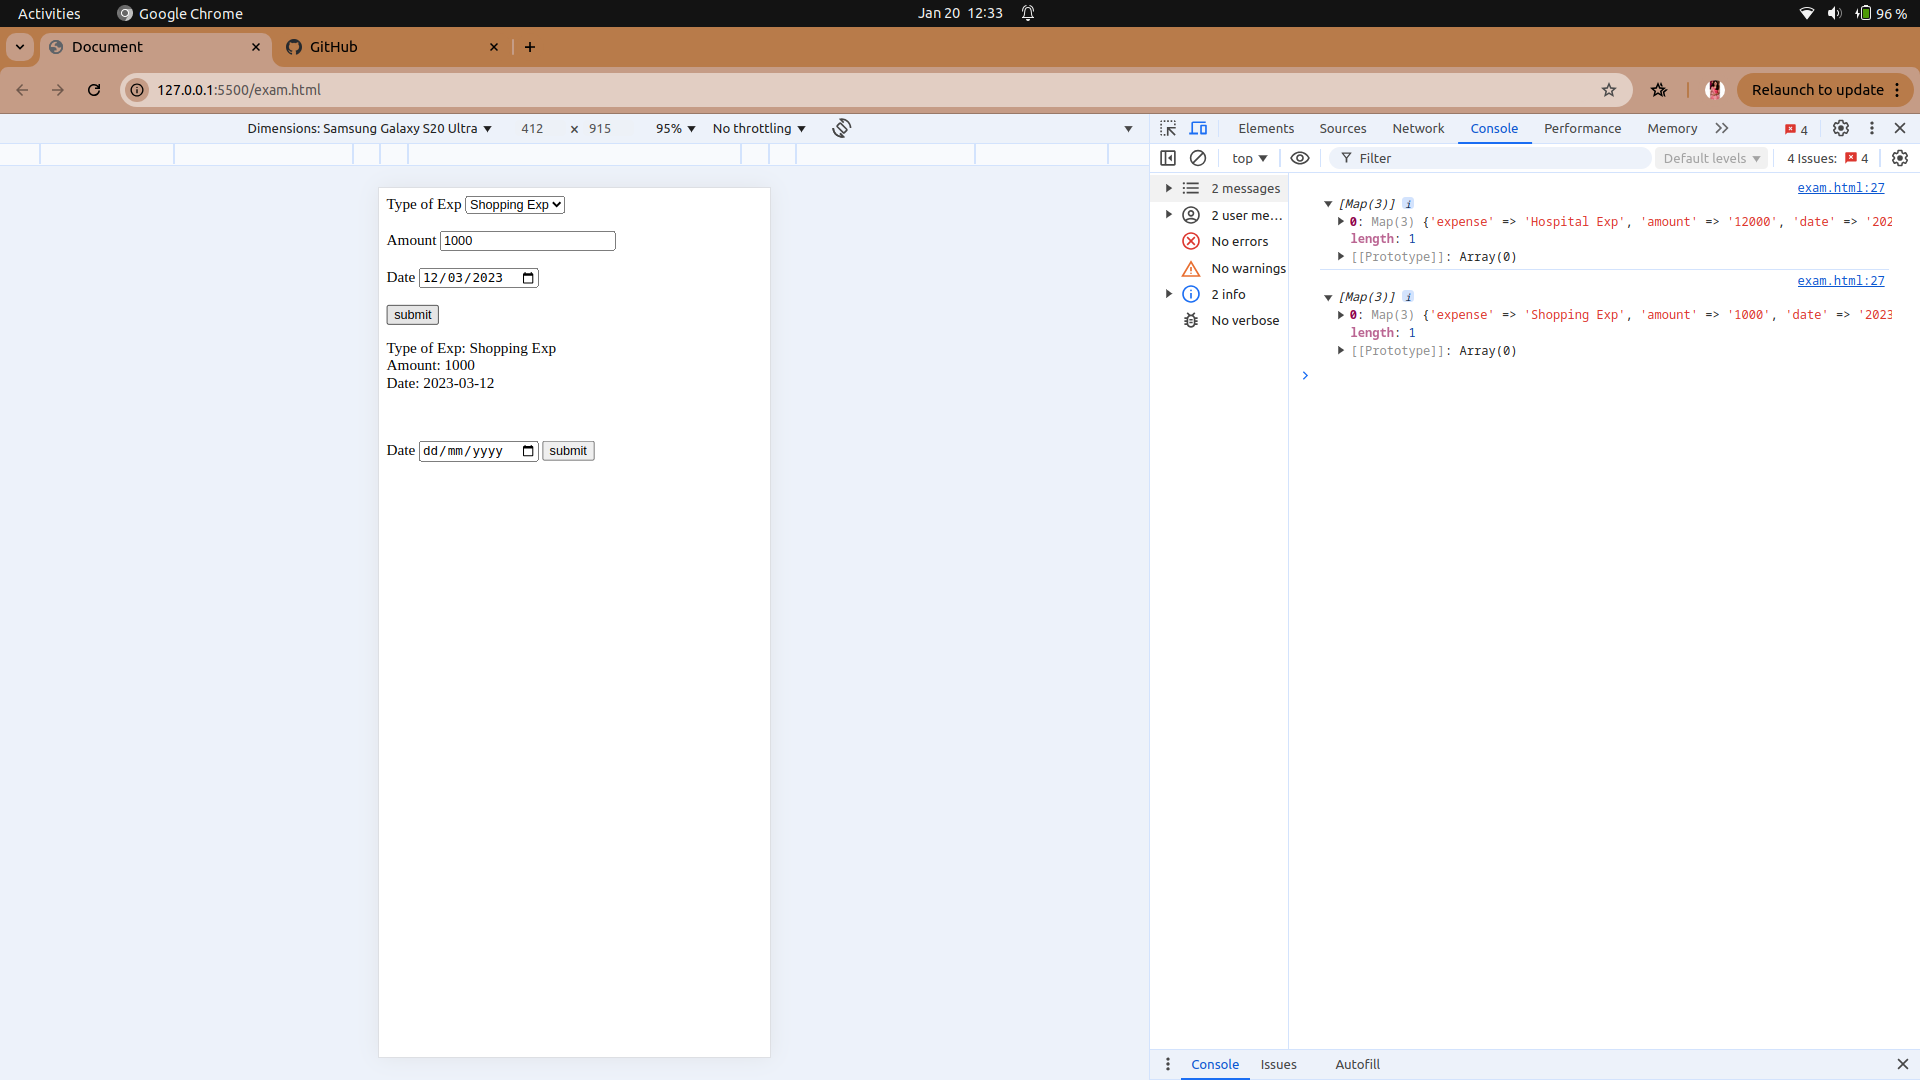 Activities Google Chrome Jan 20 12:33 96 %
Document GitHub
127.0.0.1:5500/exam.html Relaunch to update
Dimensions: Samsung Galaxy S20 Ultra 412 × 915 95% No throttling
Elements Sources Network Console Performance Memory 4
top Filter Default levels 4 Issues: 4
Type of Exp Shopping Exp
Amount 1000
Date 12/03/2023
submit
Type of Exp: Shopping Exp
Amount: 1000
Date: 2023-03-12
Date dd/mm/yyyy submit
2 messages
2 user me...
No errors
No warnings
2 info
No verbose
exam.html:27
[Map(3)] i
0: Map(3) {'expense' => 'Hospital Exp', 'amount' => '12000', 'date' => '202
length: 1
[[Prototype]]: Array(0)
exam.html:27
[Map(3)] i
0: Map(3) {'expense' => 'Shopping Exp', 'amount' => '1000', 'date' => '2023
length: 1
[[Prototype]]: Array(0)
Console Issues Autofill